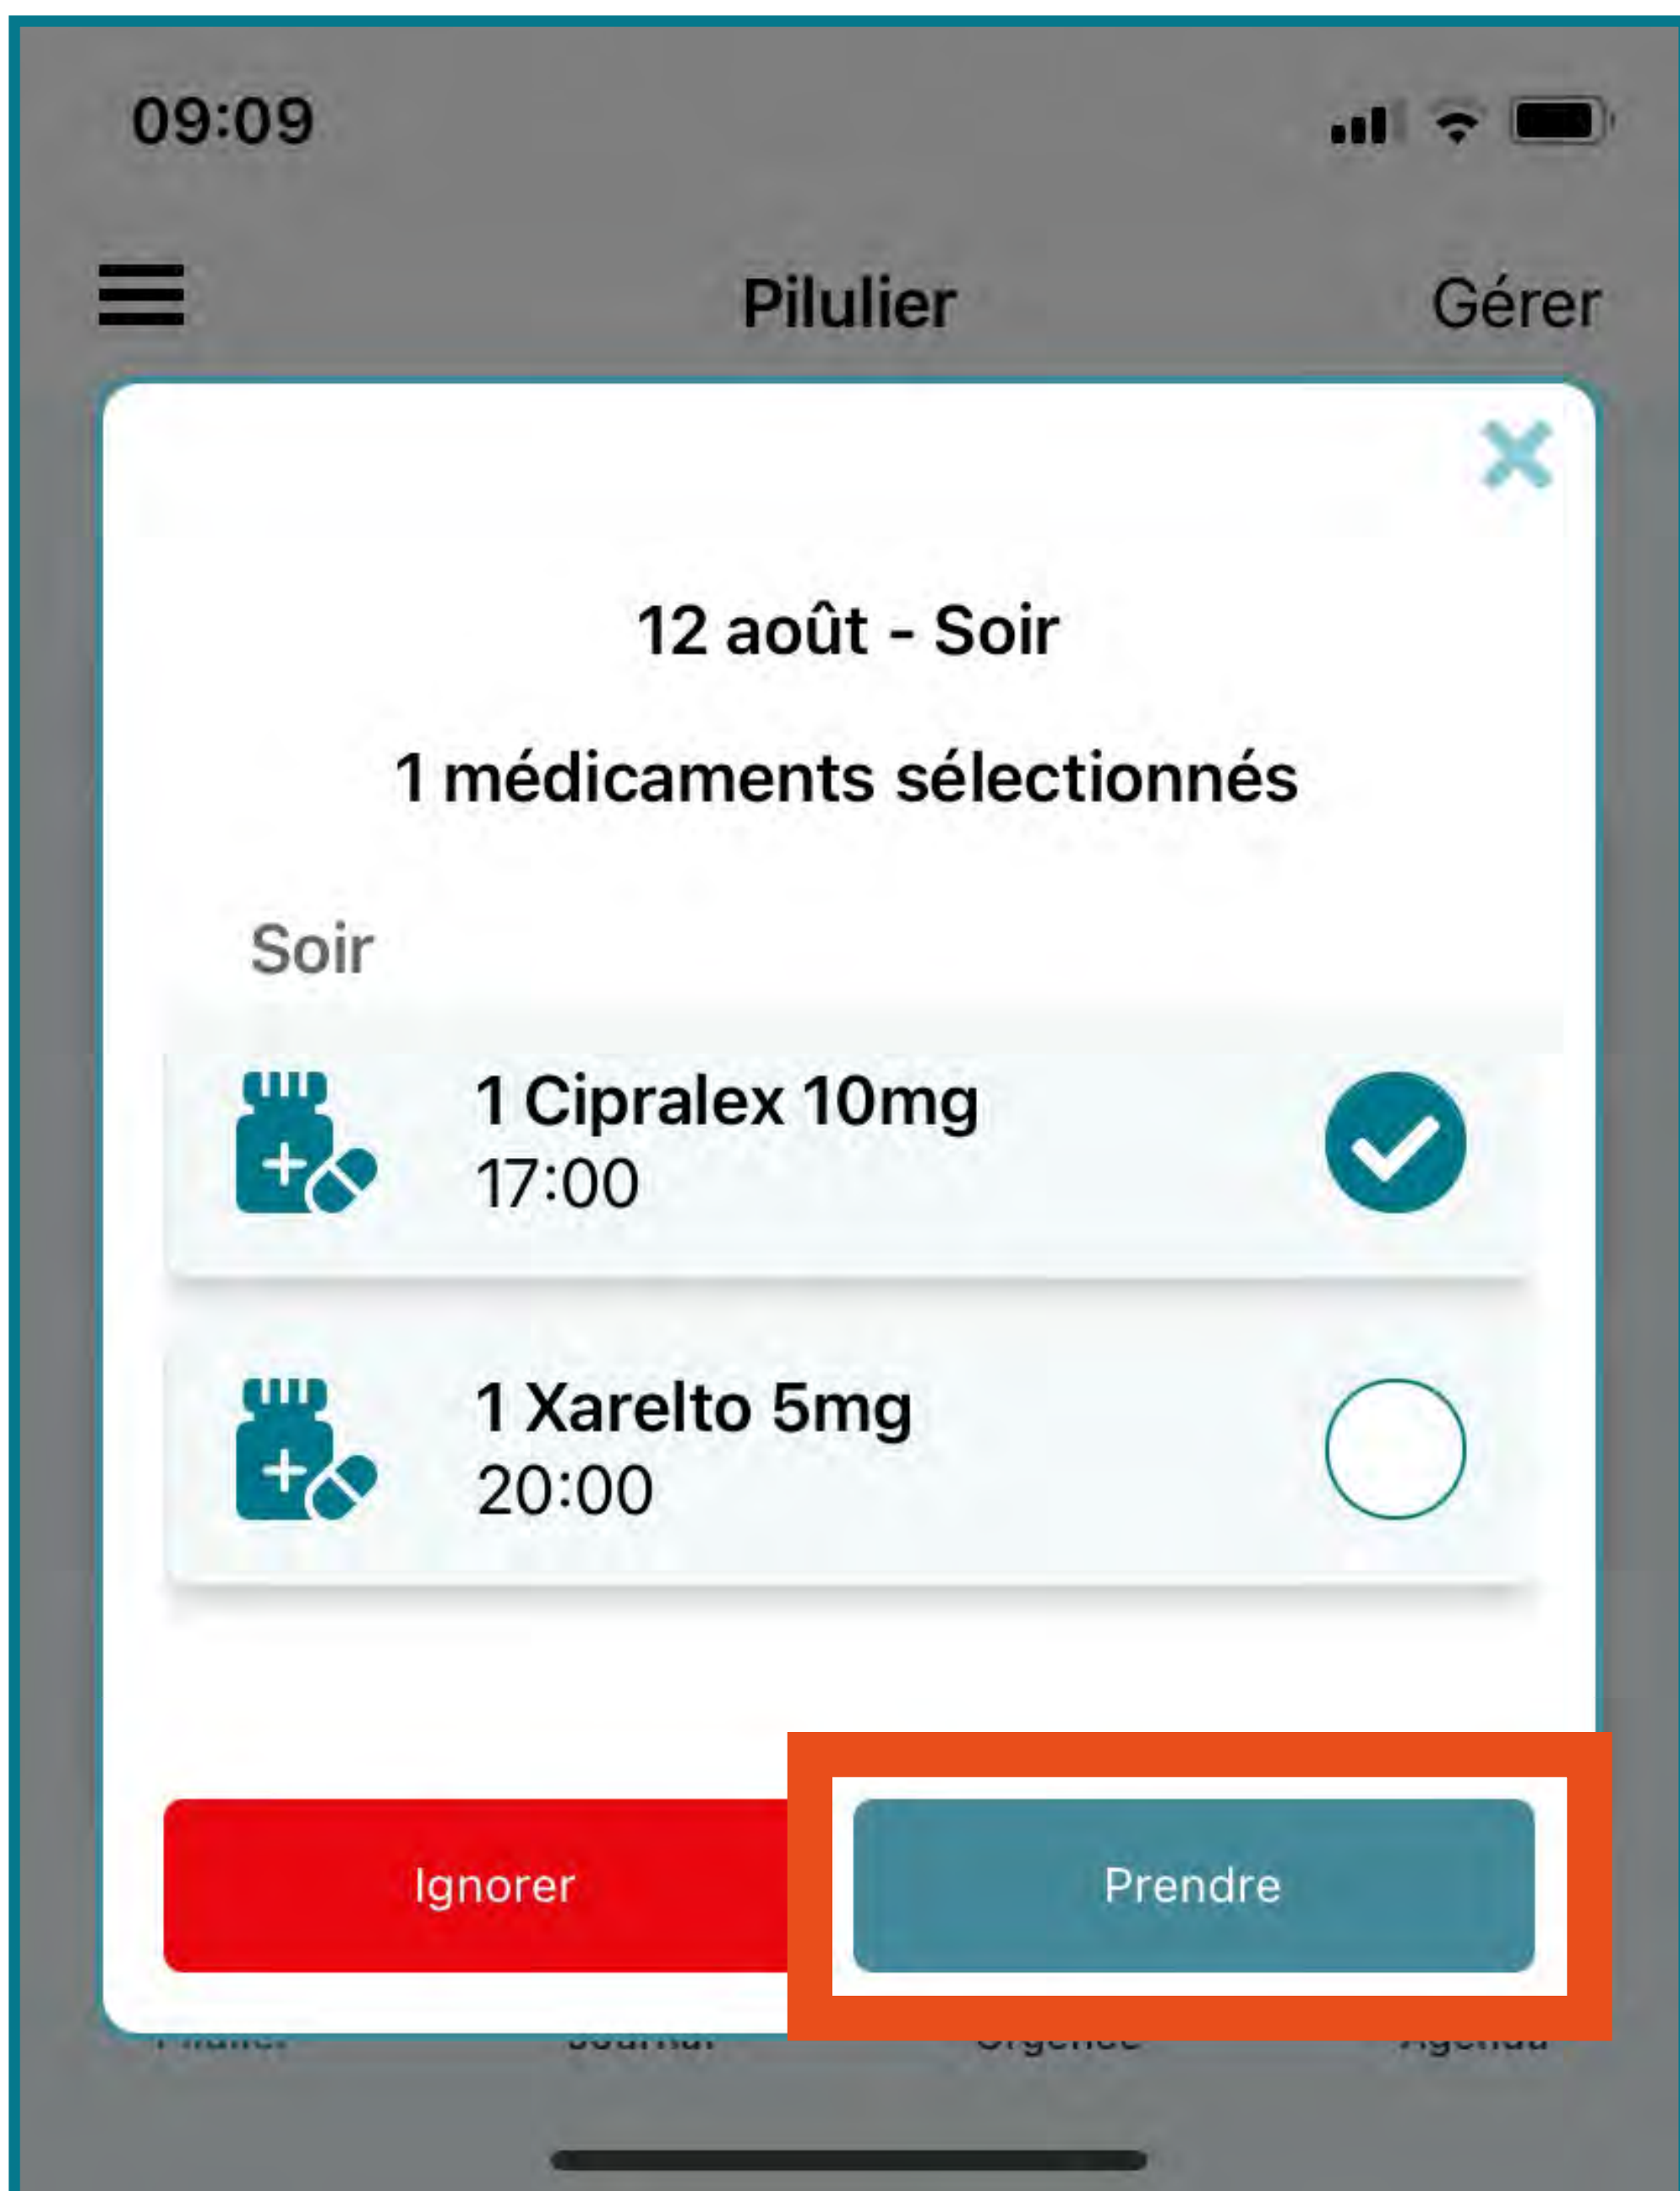 09:09
Pilulier
Gérer
12 août - Soir
1 médicaments sélectionnés
Soir
1 Cipralex 10mg
17:00
1 Xarelto 5mg
20:00
Ignorer
Prendre